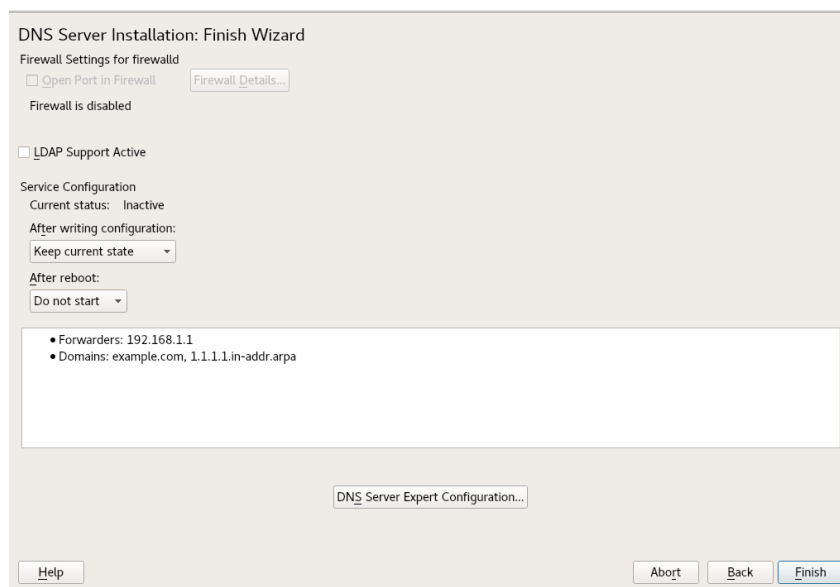 DNS Server Installation: Finish Wizard
Firewall Settings for firewalld
Open Port in Firewall Firewall Details...
Firewall is disabled
LDAP Support Active
Service Configuration
Current status: Inactive
After writing configuration:
Keep current state
After reboot:
Do not start
• Forwarders: 192.168.1.1
• Domains: example.com, 1.1.1.1.in-addr.arpa
DNS Server Expert Configuration...
Help Abort Back Finish